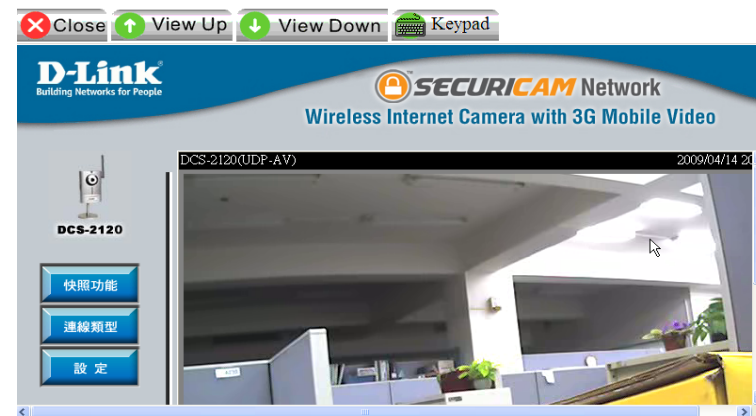 Close View Up View Down Keypad
D-Link
Building Networks for People
SECURICAM Network
Wireless Internet Camera with 3G Mobile Video
DCS-2120(UDP-AV) 2009/04/14 20
DCS-2120
快照功能
連線類型
設 定